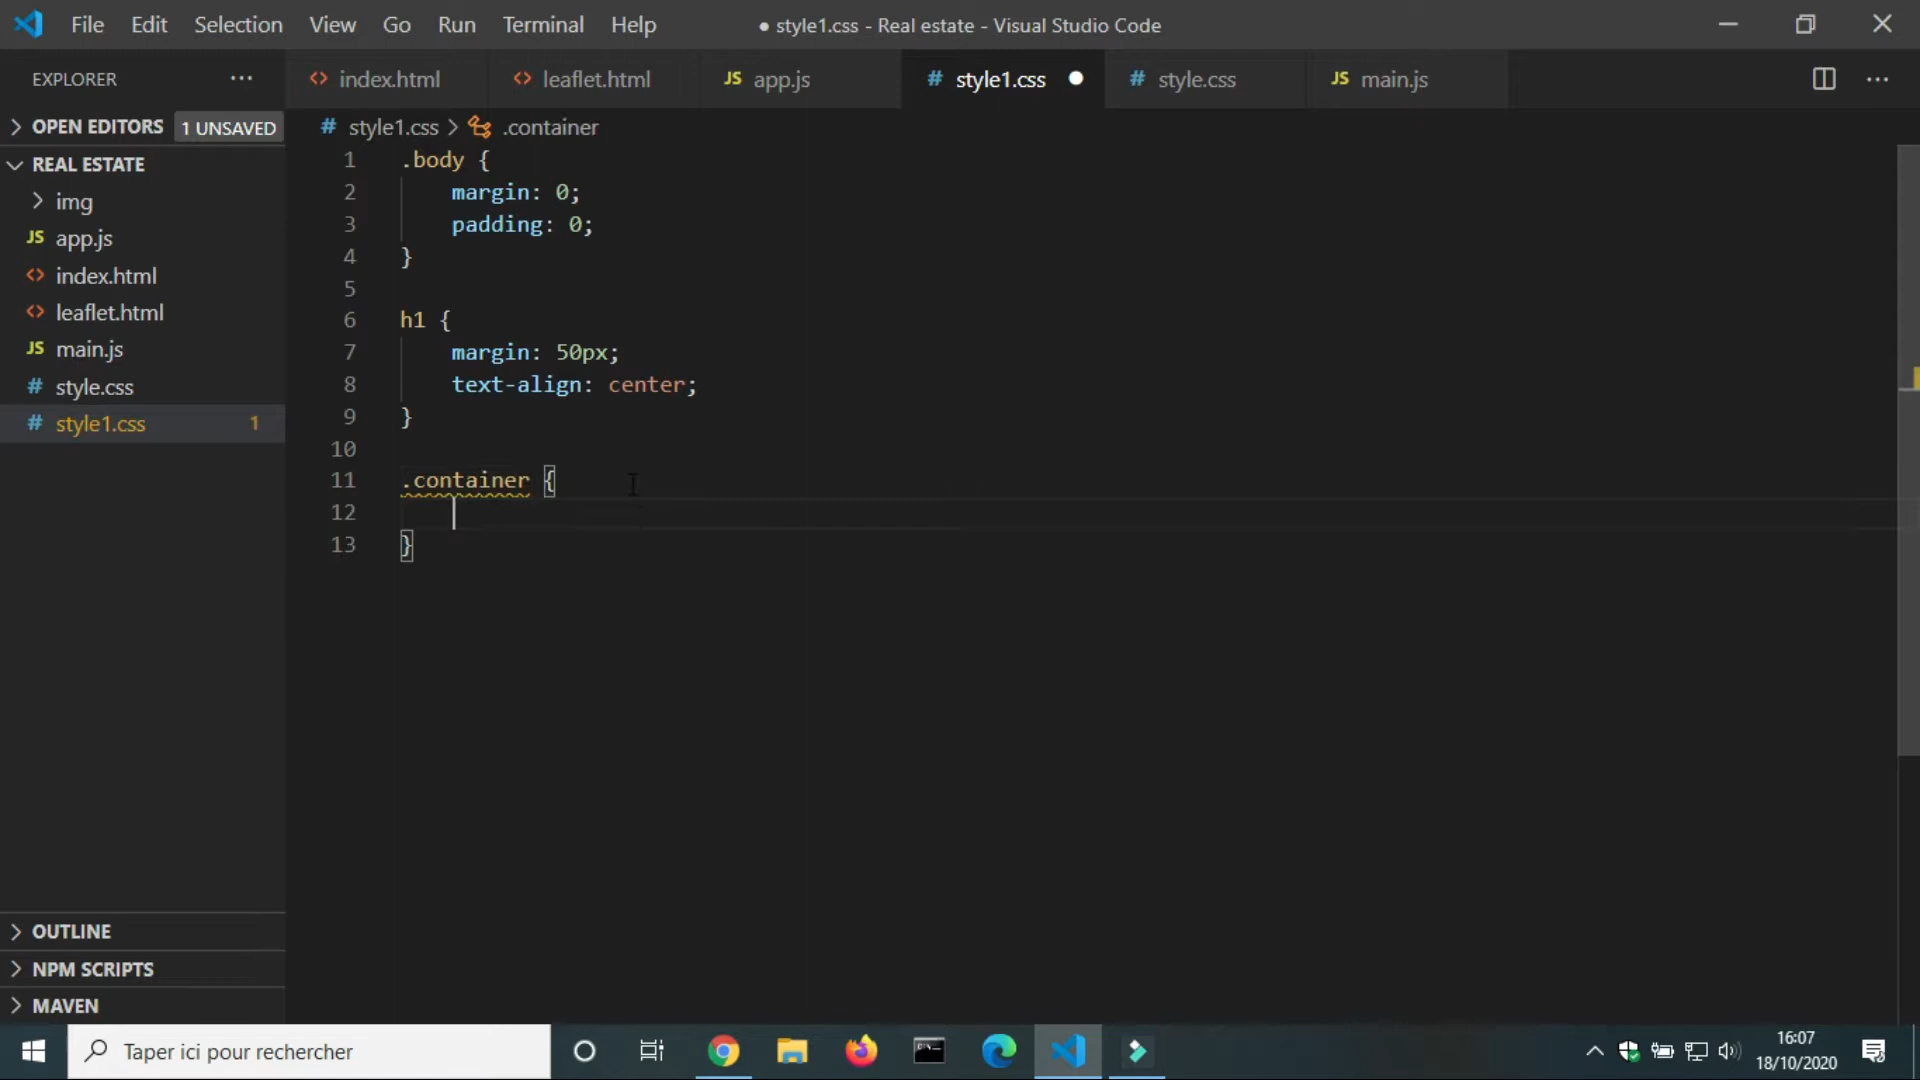 File Edit Selection View Go Run Terminal Help
● style1.css - Real estate - Visual Studio Code
EXPLORER
index.html
leaflet.html
JS app.js
# style1.css
# style.css
JS main.js
OPEN EDITORS 1 UNSAVED
# style1.css > .container
REAL ESTATE
img
JS app.js
index.html
leaflet.html
JS main.js
# style.css
# style1.css 1
1 .body {
2 margin: 0;
3 padding: 0;
4 }
5
6 h1 {
7 margin: 50px;
8 text-align: center;
9 }
10
11 .container {
12
13 }
OUTLINE
NPM SCRIPTS
MAVEN
Taper ici pour rechercher
16:07
18/10/2020